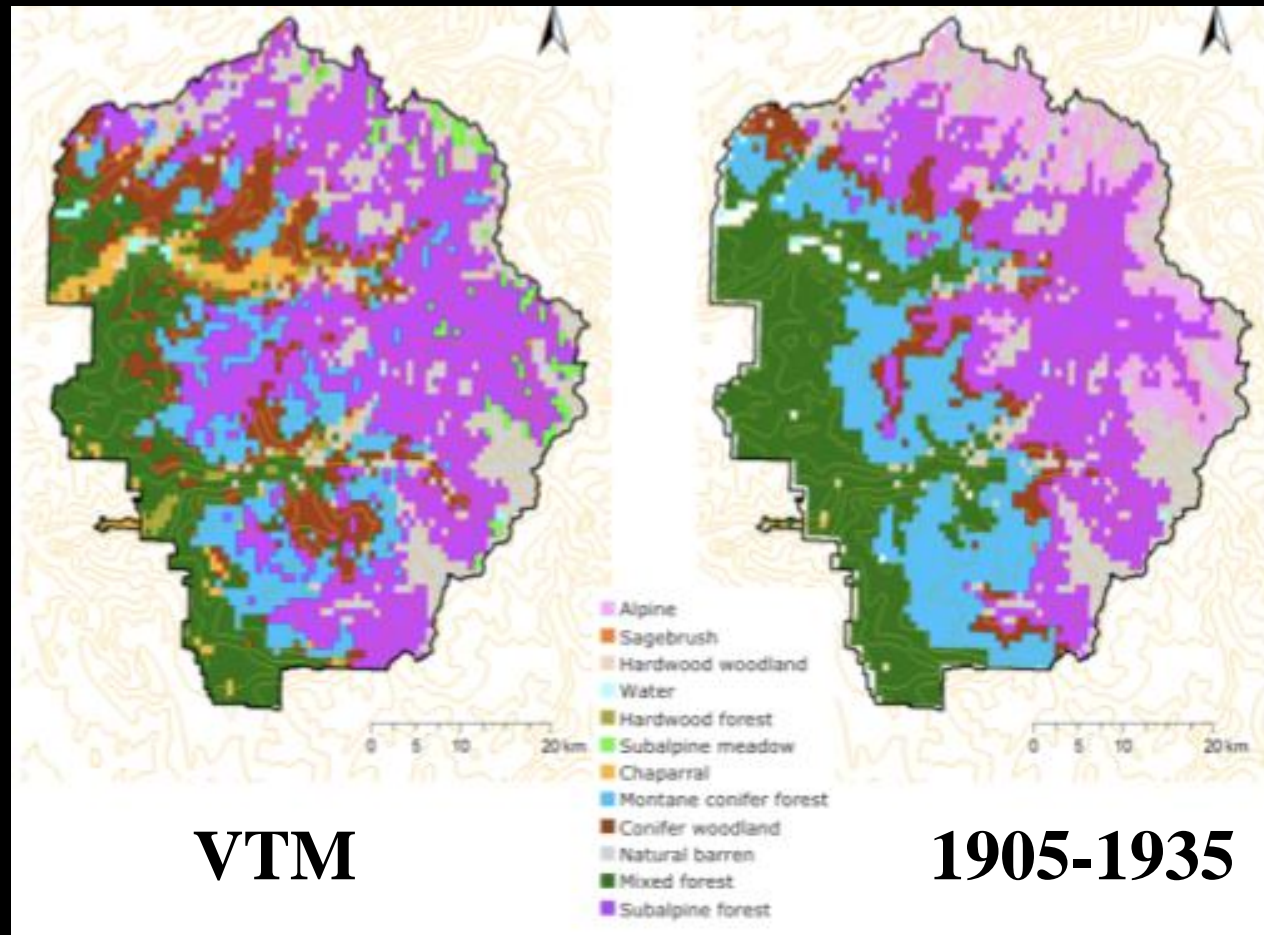 0 5 10 20 km
0 5 10 20 km
Alpine
Sagebrush
Hardwood woodland
Water
Hardwood forest
Subalpine meadow
Chaparral
Montane conifer forest
Conifer woodland
Natural barren
Mixed forest
Subalpine forest
VTM
1905-1935